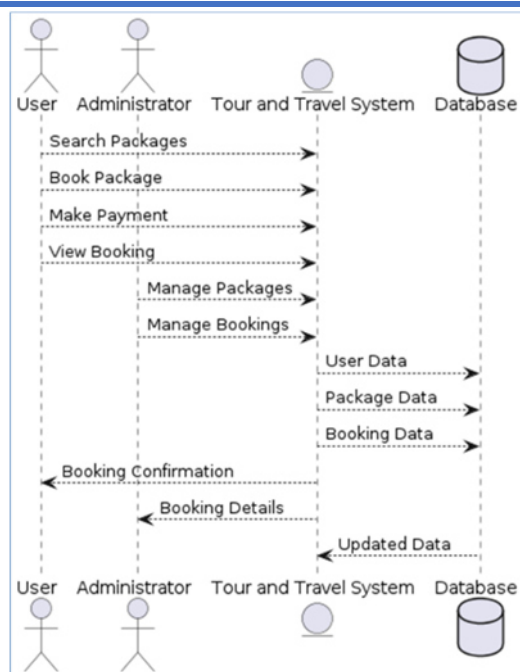 User Administrator Tour and Travel System Database
Search Packages
Book Package
Make Payment
View Booking
Manage Packages
Manage Bookings
User Data
Package Data
Booking Data
Booking Confirmation
Booking Details
Updated Data
User Administrator Tour and Travel System Database